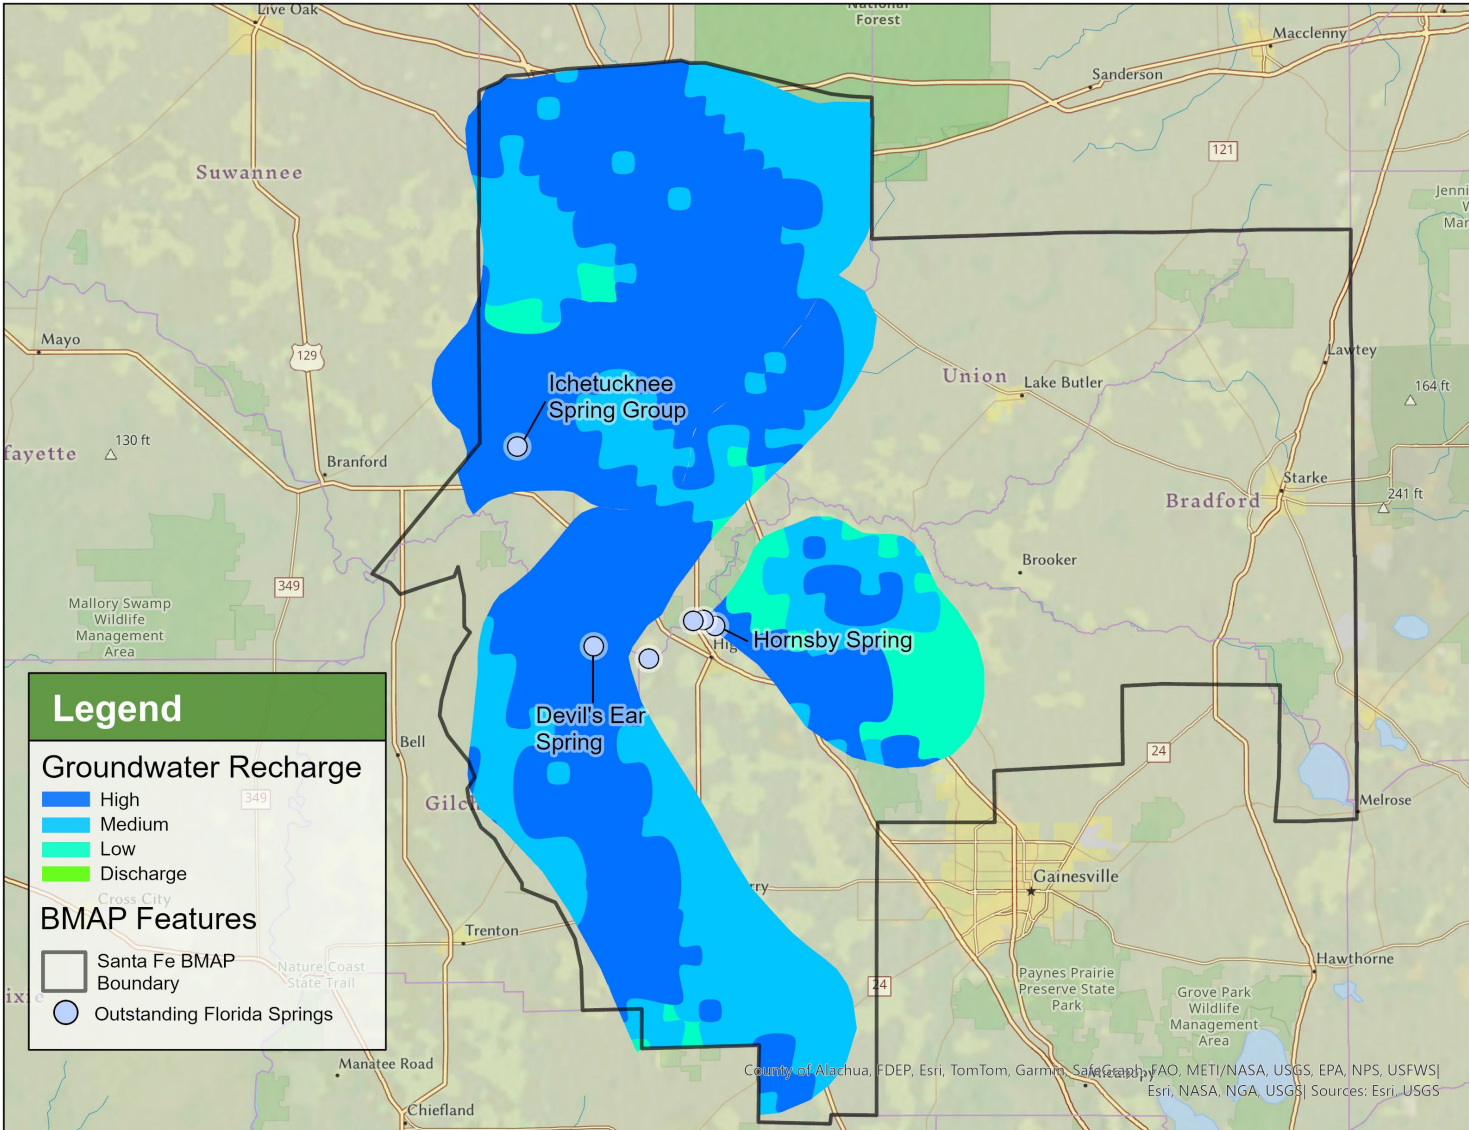 Live Oak
National
Forest
Macclenny
Sanderson
121
Suwannee
Jenni
Mayo
129
Lawtey
Ichetucknee
Spring Group
Union
Lake Butler
164 ft
130 ft
fayette
Branford
Starke
Bradford
241 ft
349
Brooker
Mallory Swamp
Wildlife
Management
Area
Hornsby Spring
Hig
Devil's Ear
Spring
Legend
Bell
24
Groundwater Recharge
High
349
Gilch
Melrose
Medium
Low
Discharge
Gainesville
rry
Cross City
BMAP Features
Trenton
Santa Fe BMAP
Boundary
Nature Coast
State Trail
Hawthorne
24
Paynes Prairie
Preserve State
Park
Grove Park
Wildlife
Management
Area
ixie
Outstanding Florida Springs
Manatee Road
County of Alachua, FDEP, Esri, TomTom, Garmin, SafeGraph, FAO, METI/NASA, USGS, EPA, NPS, USFWS|
Micanopy
Esri, NASA, NGA, USGS| Sources: Esri, USGS
Chiefland